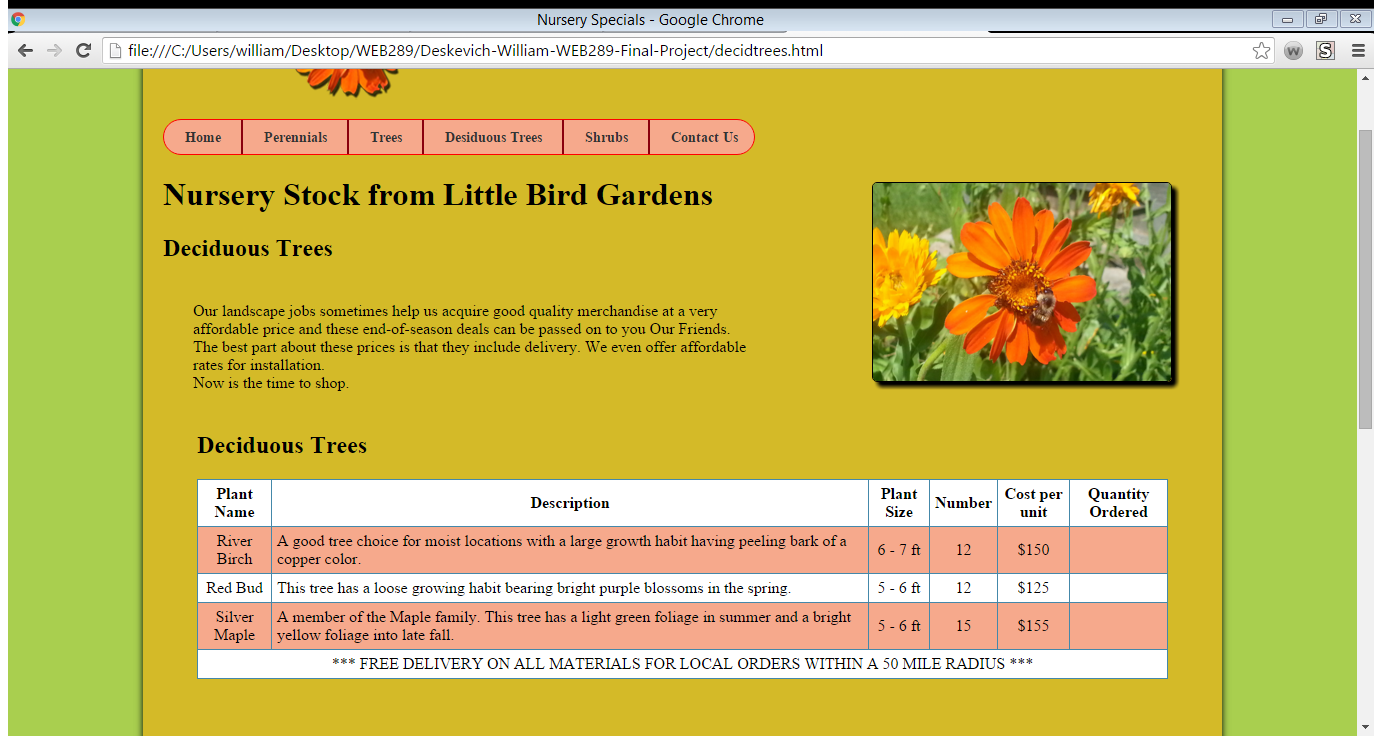 Nursery Specials - Google Chrome
file:///C:/Users/william/Desktop/WEB289/Deskevich-William-WEB289-Final-Project/decidtrees.html
Home Perennials Trees Desiduous Trees Shrubs Contact Us
Nursery Stock from Little Bird Gardens
Deciduous Trees
Our landscape jobs sometimes help us acquire good quality merchandise at a very
affordable price and these end-of-season deals can be passed on to you Our Friends.
The best part about these prices is that they include delivery. We even offer affordable
rates for installation.
Now is the time to shop.
Deciduous Trees
Plant Name Description Plant Size Number Cost per unit Quantity Ordered
River Birch A good tree choice for moist locations with a large growth habit having peeling bark of a copper color. 6 - 7 ft 12 $150
Red Bud This tree has a loose growing habit bearing bright purple blossoms in the spring. 5 - 6 ft 12 $125
Silver Maple A member of the Maple family. This tree has a light green foliage in summer and a bright yellow foliage into late fall. 5 - 6 ft 15 $155
*** FREE DELIVERY ON ALL MATERIALS FOR LOCAL ORDERS WITHIN A 50 MILE RADIUS ***